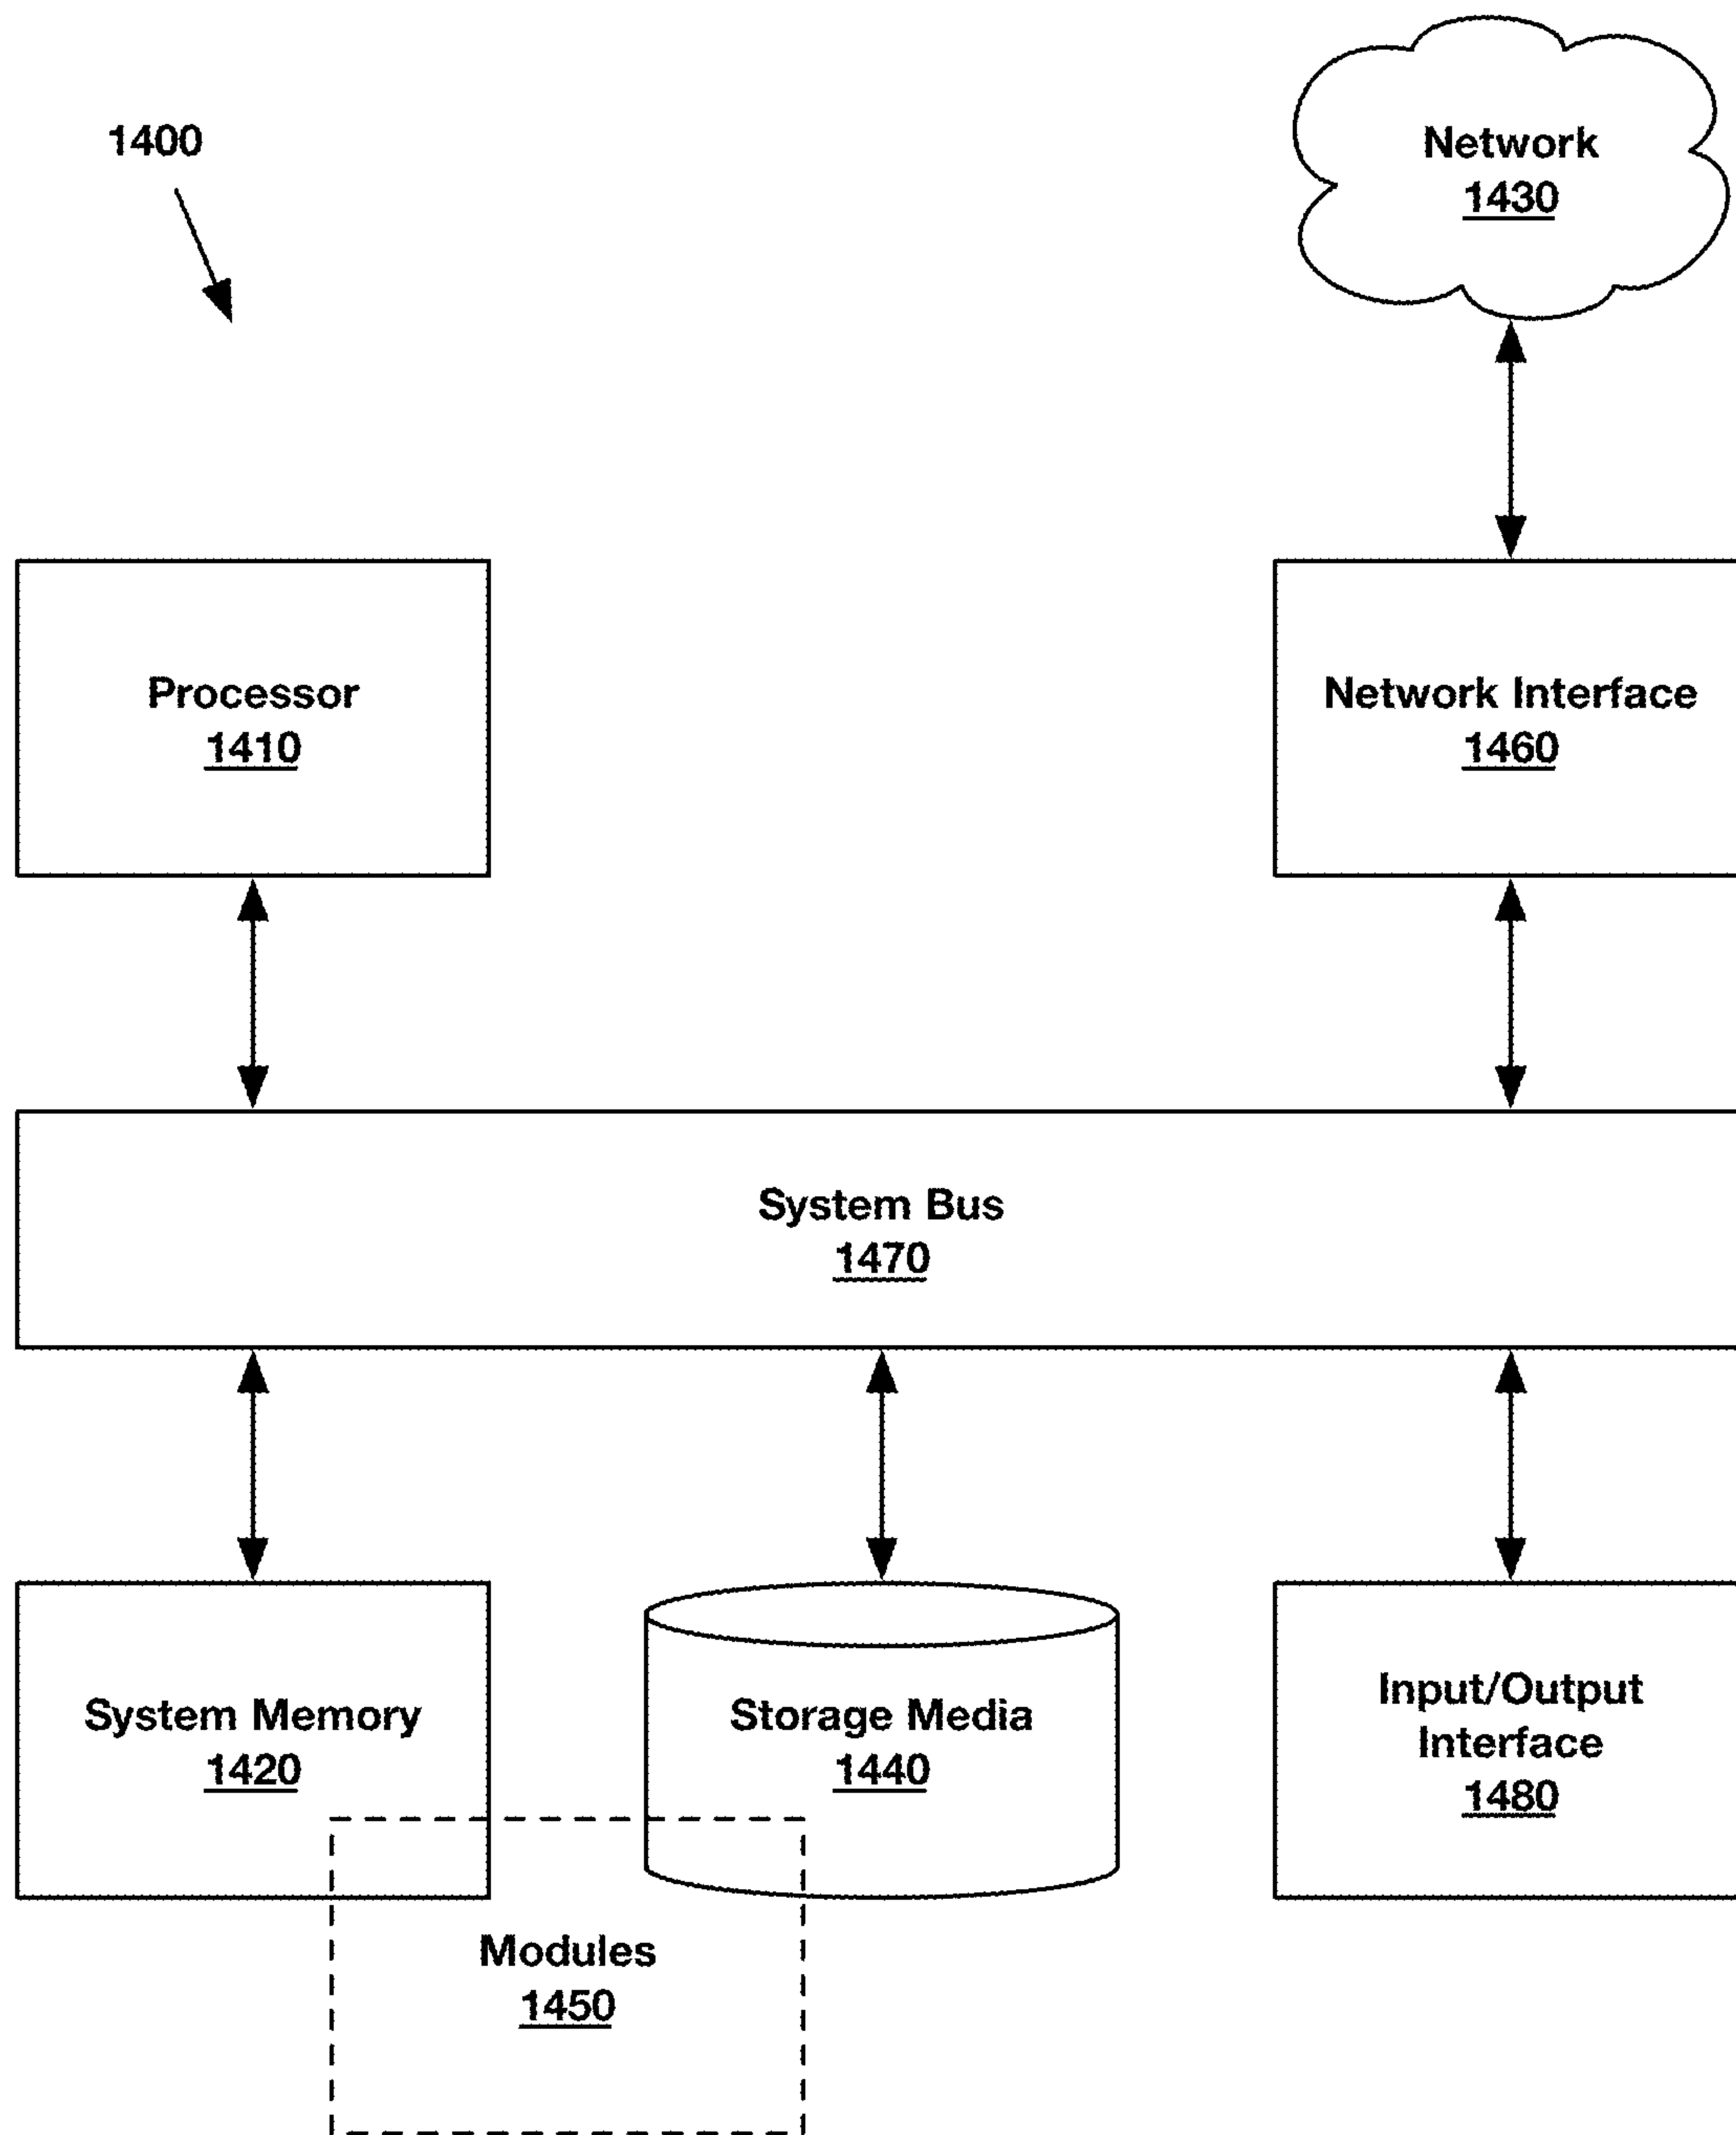 1400
Network
1430
Processor
1410
Network Interface
1460
System Bus
1470
System Memory
1420
Storage Media
1440
Input/Output
Interface
1480
Modules
1450